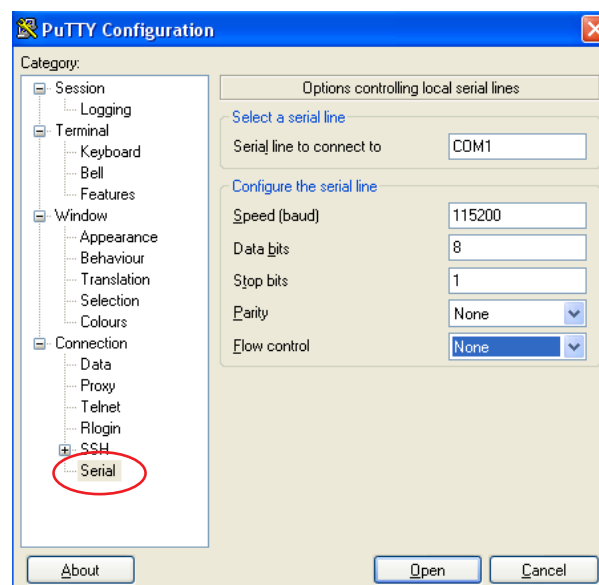 PuTTY Configuration
Category:
Session
Logging
Terminal
Keyboard
Bell
Features
Window
Appearance
Behaviour
Translation
Selection
Colours
Connection
Data
Proxy
Telnet
Rlogin
SSH
Serial
Options controlling local serial lines
Select a serial line
Serial line to connect to COM1
Configure the serial line
Speed (baud) 115200
Data bits 8
Stop bits 1
Parity None
Flow control None
About Open Cancel